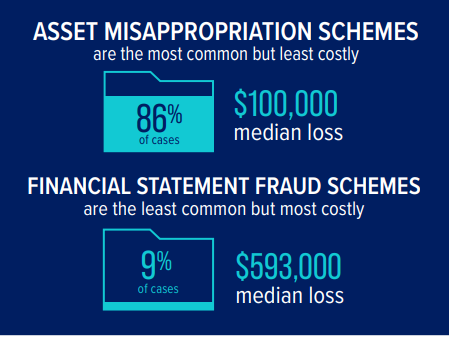 ASSET MISAPPROPRIATION SCHEMES
are the most common but least costly
86%
of cases
$100,000
median loss
FINANCIAL STATEMENT FRAUD SCHEMES
are the least common but most costly
9%
of cases
$593,000
median loss